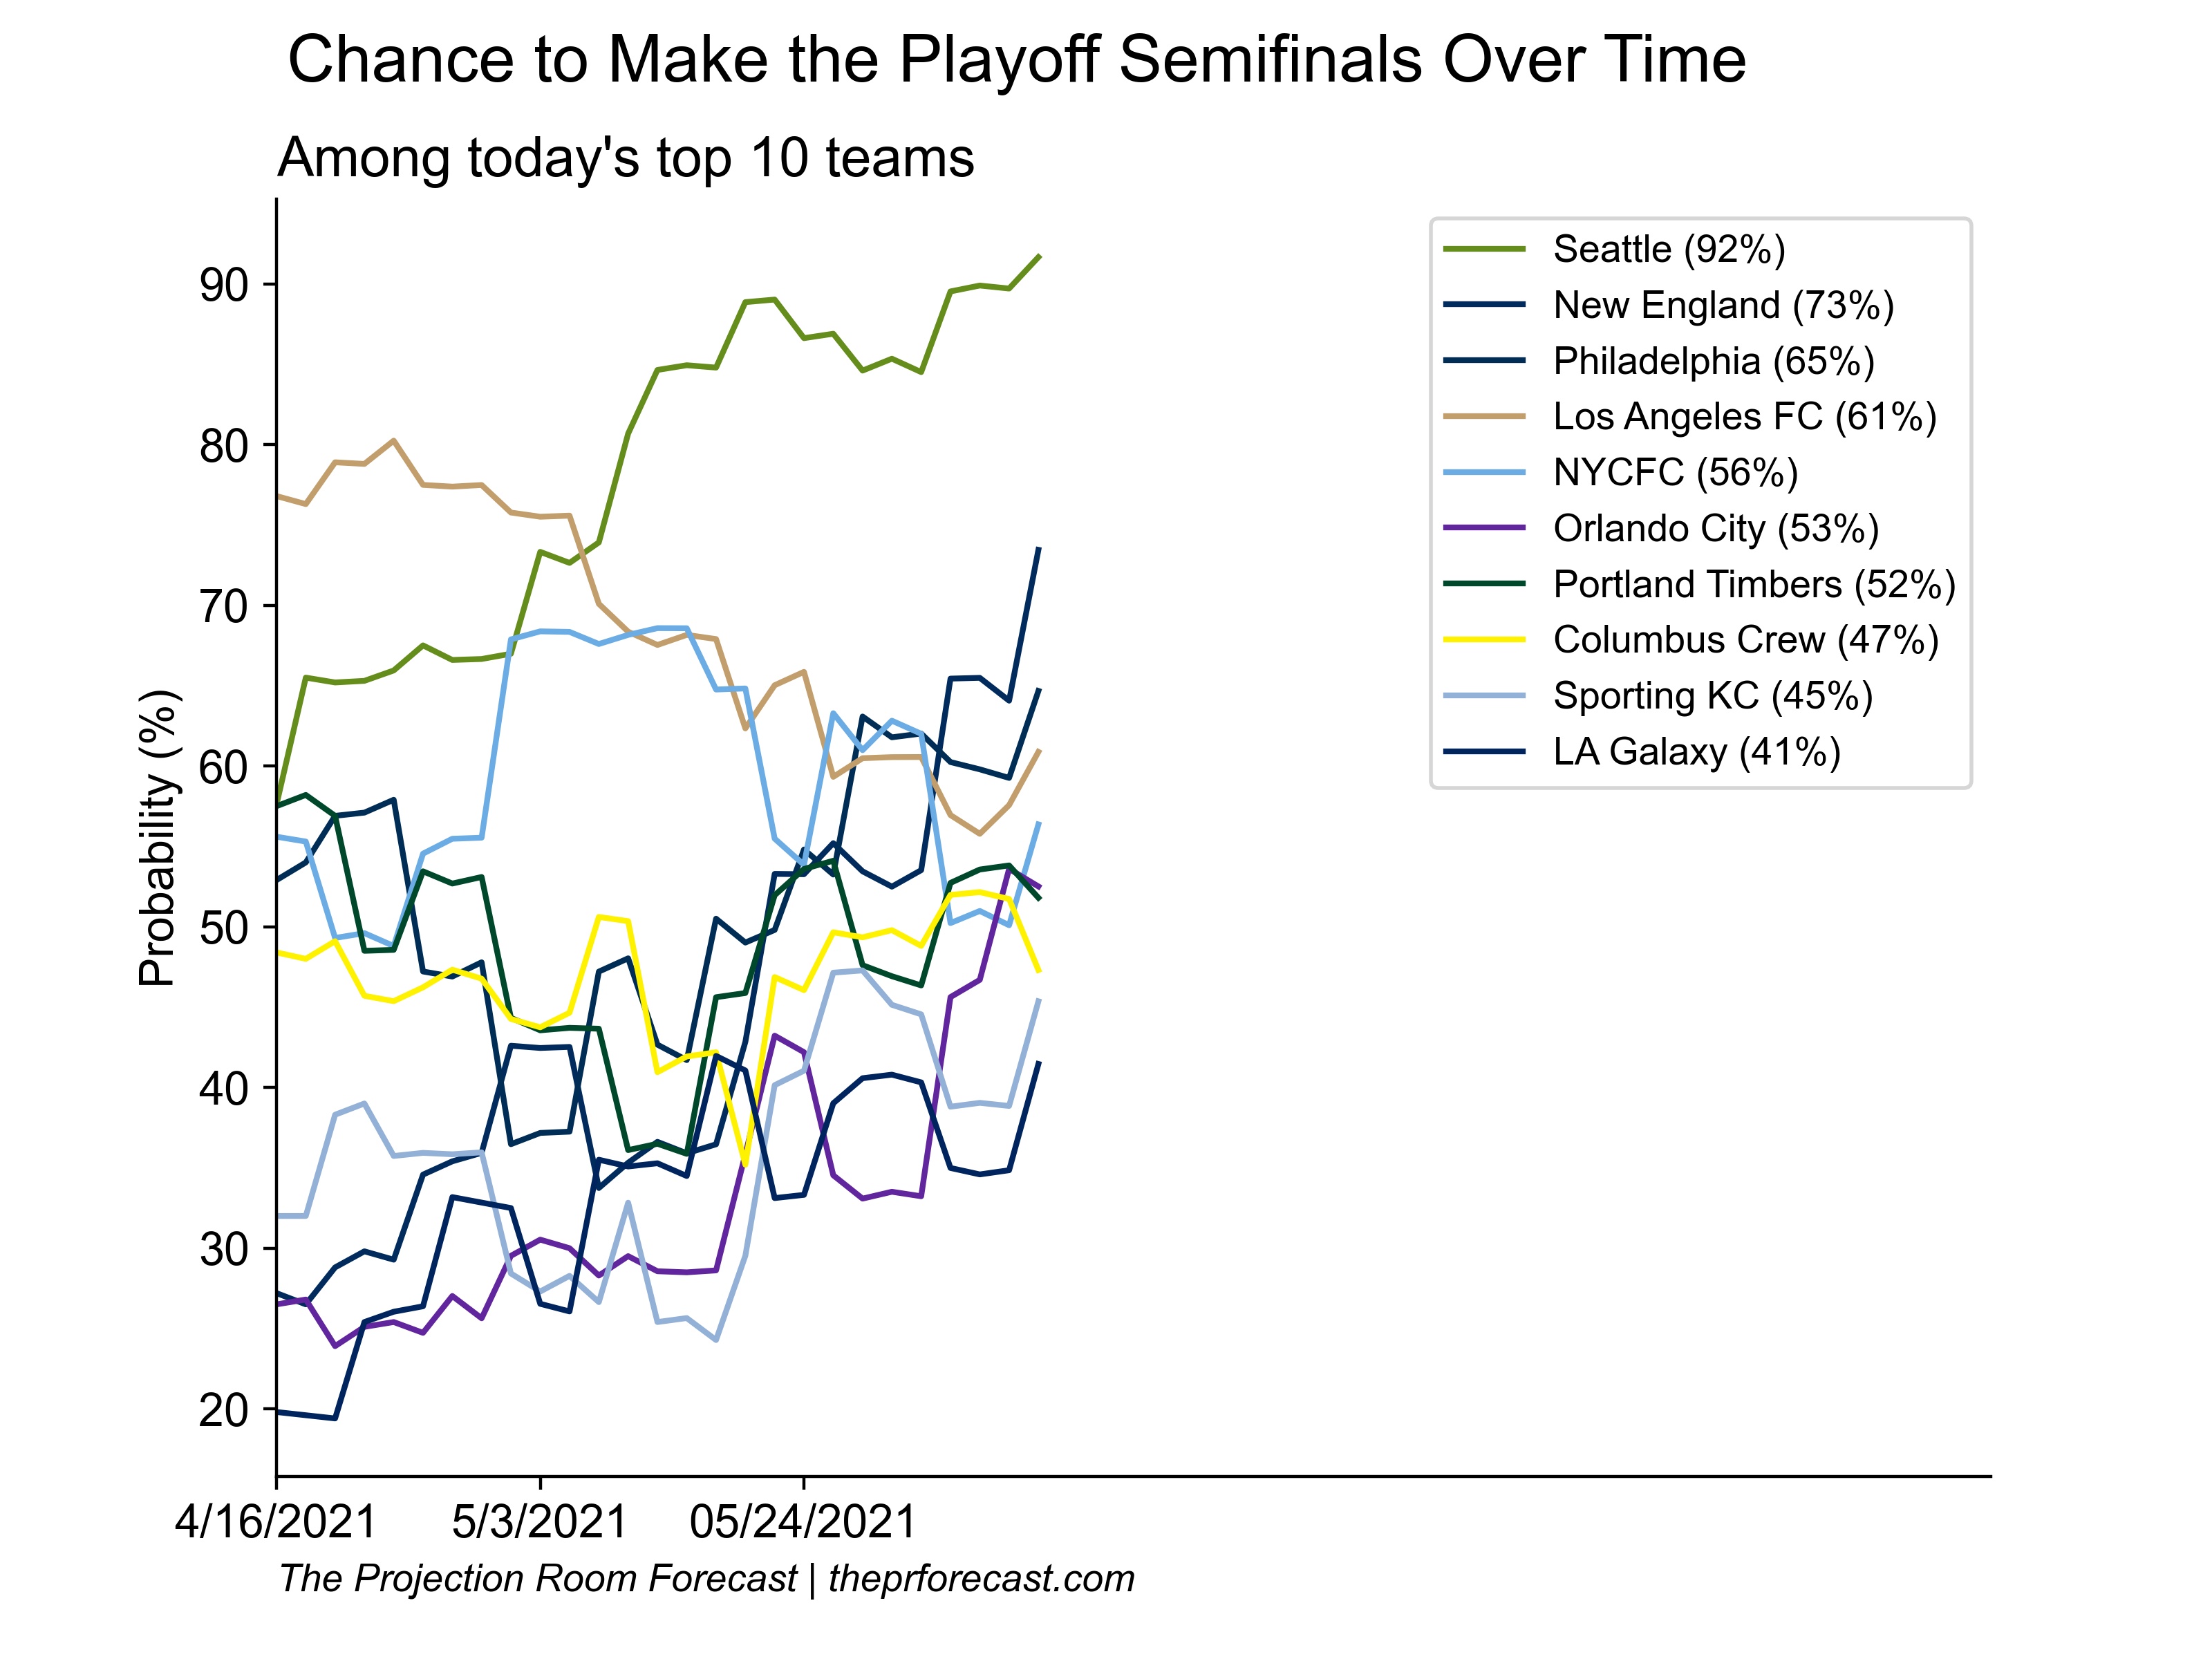 Chance to Make the Playoff Semifinals Over Time
Among today's top 10 teams
Probability (%)
90
80
70
60
50
40
30
20
4/16/2021
5/3/2021
05/24/2021
Seattle (92%)
New England (73%)
Philadelphia (65%)
Los Angeles FC (61%)
NYCFC (56%)
Orlando City (53%)
Portland Timbers (52%)
Columbus Crew (47%)
Sporting KC (45%)
LA Galaxy (41%)
The Projection Room Forecast | theprforecast.com